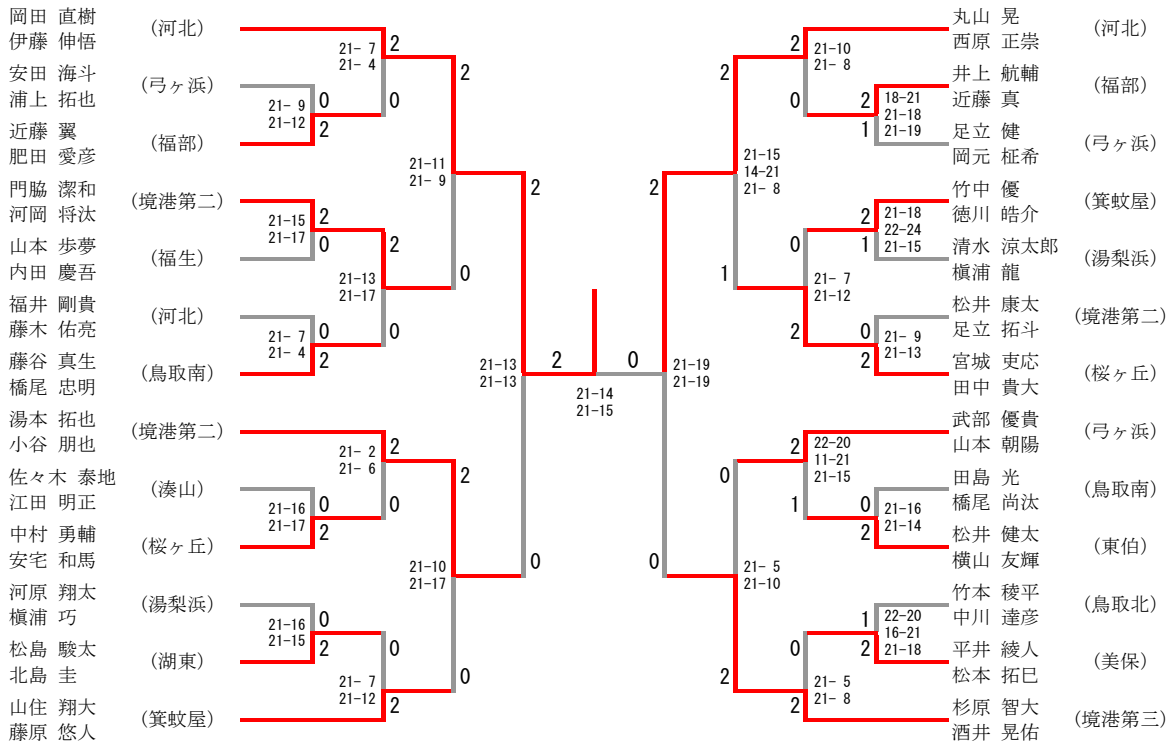 岡田 直樹
伊藤 伸悟
(河北)
安田 海斗
浦上 拓也
(弓ヶ浜)
近藤 翼
肥田 愛彦
(福部)
門脇 潔和
河岡 将汰
(境港第二)
山本 歩夢
内田 慶吾
(福生)
福井 剛貴
藤木 佑亮
(河北)
藤谷 真生
橋尾 忠明
(鳥取南)
湯本 拓也
小谷 朋也
(境港第二)
佐々木 泰地
江田 明正
(湊山)
中村 勇輔
安宅 和馬
(桜ヶ丘)
河原 翔太
槇浦 巧
(湯梨浜)
松島 駿太
北島 圭
(湖東)
山住 翔大
藤原 悠人
(箕蚊屋)
21- 9
21-12
0
2
21-15
21-17
2
0
21- 7
21- 4
0
2
21-16
21-17
0
2
21-16
21-15
0
2
21- 7
21- 4
2
0
21-13
21-17
2
0
21- 2
21- 6
2
0
21- 7
21-12
0
2
21-11
21- 9
2
0
21-10
21-17
2
0
21-13
21-13
2
0
2
0
21-14
21-15
21-19
21-19
2
0
21-15
14-21
21- 8
2
1
21- 5
21-10
0
2
21-10
21- 8
2
0
21- 7
21-12
0
2
22-20
11-21
21-15
2
1
21- 5
21- 8
0
2
18-21
21-18
21-19
2
1
21-18
22-24
21-15
2
1
21- 9
21-13
0
2
21-16
21-14
0
2
22-20
16-21
21-18
1
2
丸山 晃
西原 正崇
(河北)
井上 航輔
近藤 真
(福部)
足立 健
岡元 柾希
(弓ヶ浜)
竹中 優
徳川 皓介
(箕蚊屋)
清水 涼太郎
槇浦 龍
(湯梨浜)
松井 康太
足立 拓斗
(境港第二)
宮城 吏応
田中 貴大
(桜ヶ丘)
武部 優貴
山本 朝陽
(弓ヶ浜)
田島 光
橋尾 尚汰
(鳥取南)
松井 健太
横山 友輝
(東伯)
竹本 稜平
中川 達彦
(鳥取北)
平井 綾人
松本 拓巳
(美保)
杉原 智大
酒井 晃佑
(境港第三)